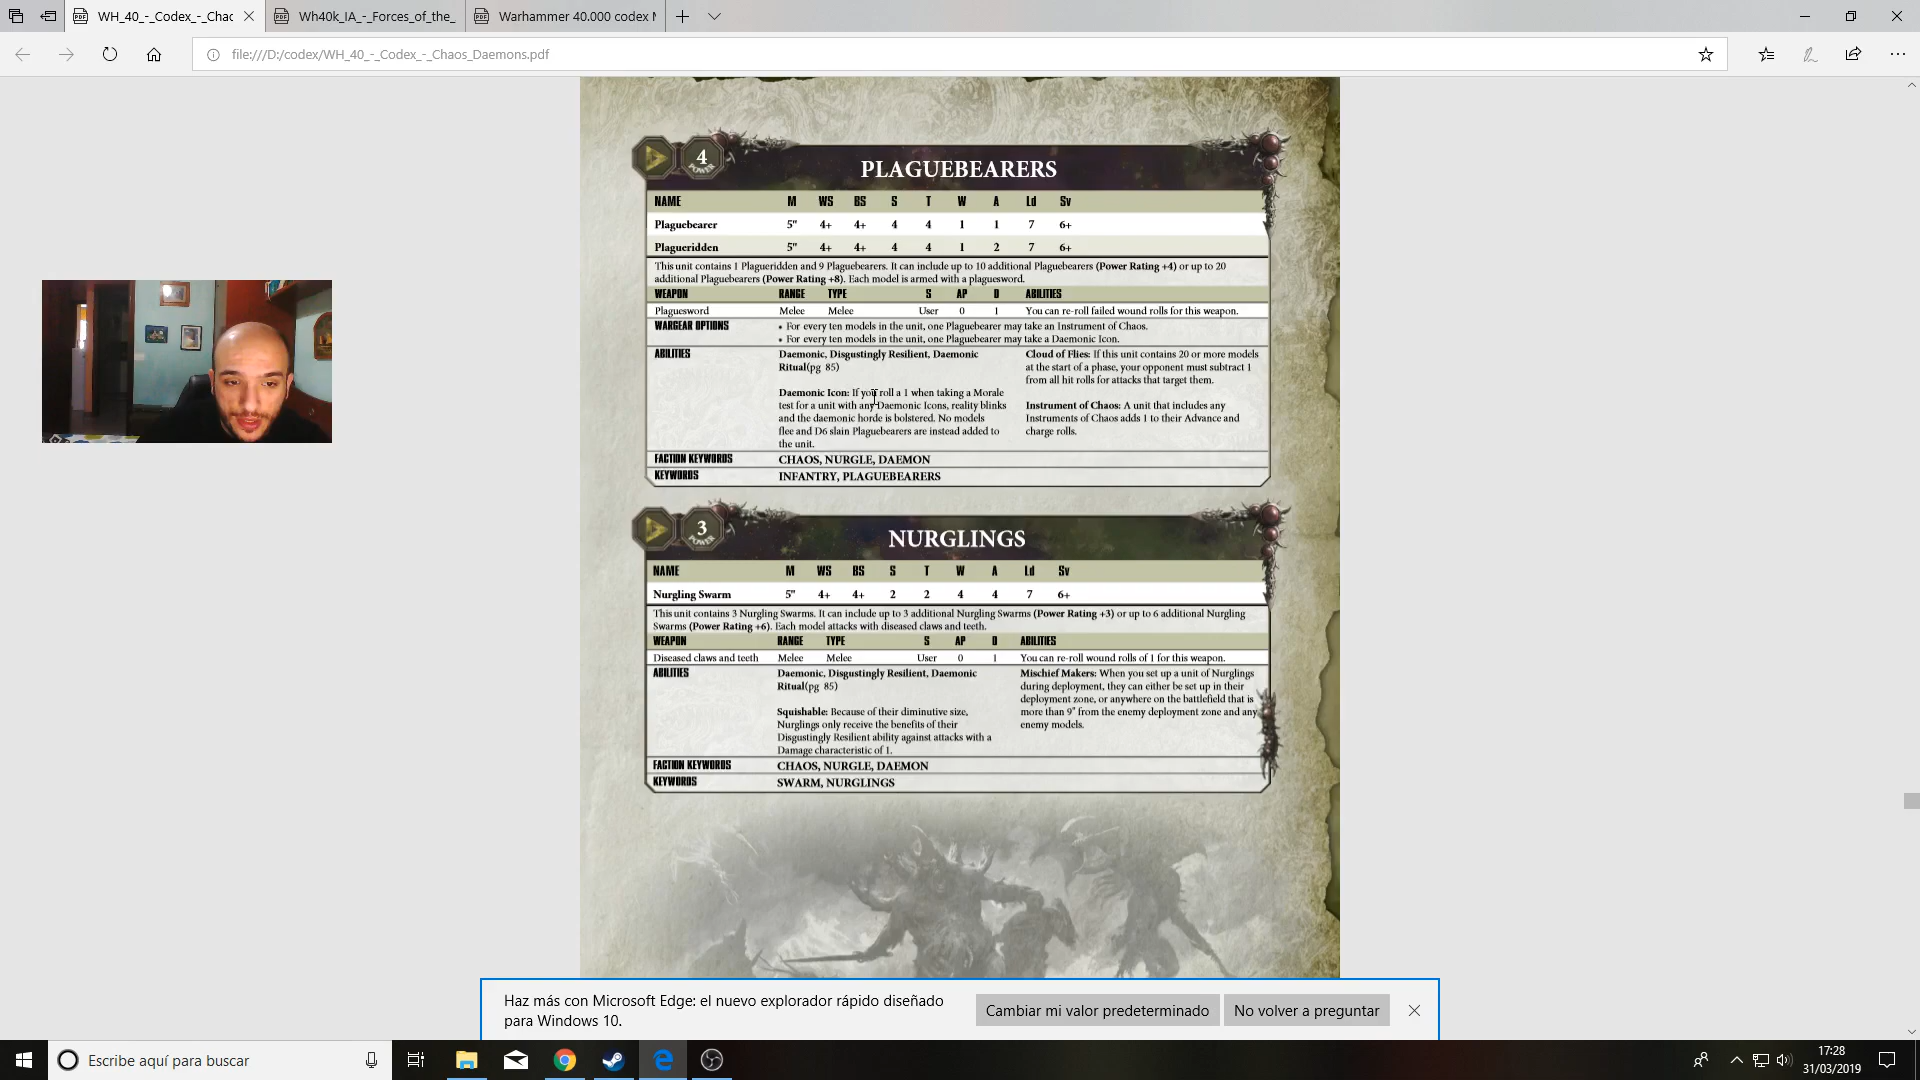 WH_40_-_Codex_-_Chac
Wh40k_IA_-_Forces_of_the_
Warhammer 40.000 codex
file:///D:/codex/WH_40_-_Codex_-_Chaos_Daemons.pdf
4
POWER
PLAGUEBEARERS
NAME M WS BS S T W A Ld Sv
Plaguebearer 5" 4+ 4+ 4 4 1 1 7 6+
Plagueridden 5" 4+ 4+ 4 4 1 2 7 6+
This unit contains 1 Plagueridden and 9 Plaguebearers. It can include up to 10 additional Plaguebearers (Power Rating +4) or up to 20
additional Plaguebearers (Power Rating +8). Each model is armed with a plaguesword.
WEAPON RANGE TYPE S AP D ABILITIES
Plaguesword Melee Melee User 0 1 You can re-roll failed wound rolls for this weapon.
WARGEAR OPTIONS • For every ten models in the unit, one Plaguebearer may take an Instrument of Chaos.
• For every ten models in the unit, one Plaguebearer may take a Daemonic Icon.
ABILITIES
Daemonic, Disgustingly Resilient, Daemonic
Ritual(pg 85)
Daemonic Icon: If you roll a 1 when taking a Morale
test for a unit with any Daemonic Icons, reality blinks
and the daemonic horde is bolstered. No models
flee and D6 slain Plaguebearers are instead added to
the unit.
Cloud of Flies: If this unit contains 20 or more models
at the start of a phase, your opponent must subtract 1
from all hit rolls for attacks that target them.
Instrument of Chaos: A unit that includes any
Instruments of Chaos adds 1 to their Advance and
charge rolls.
FACTION KEYWORDS CHAOS, NURGLE, DAEMON
KEYWORDS INFANTRY, PLAGUEBEARERS
3
POWER
NURGLINGS
NAME M WS BS S T W A Ld Sv
Nurgling Swarm 5" 4+ 4+ 2 2 4 4 7 6+
This unit contains 3 Nurgling Swarms. It can include up to 3 additional Nurgling Swarms (Power Rating +3) or up to 6 additional Nurgling
Swarms (Power Rating +6). Each model attacks with diseased claws and teeth.
WEAPON RANGE TYPE S AP D ABILITIES
Diseased claws and teeth Melee Melee User 0 1 You can re-roll wound rolls of 1 for this weapon.
ABILITIES
Daemonic, Disgustingly Resilient, Daemonic
Ritual(pg 85)
Squishable: Because of their diminutive size,
Nurglings only receive the benefits of their
Disgustingly Resilient ability against attacks with a
Damage characteristic of 1.
Mischief Makers: When you set up a unit of Nurglings
during deployment, they can either be set up in their
deployment zone, or anywhere on the battlefield that is
more than 9" from the enemy deployment zone and any
enemy models.
FACTION KEYWORDS CHAOS, NURGLE, DAEMON
KEYWORDS SWARM, NURGLINGS
Haz más con Microsoft Edge: el nuevo explorador rápido diseñado
para Windows 10.
Cambiar mi valor predeterminado
No volver a preguntar
Escribe aquí para buscar
17:28
31/03/2019